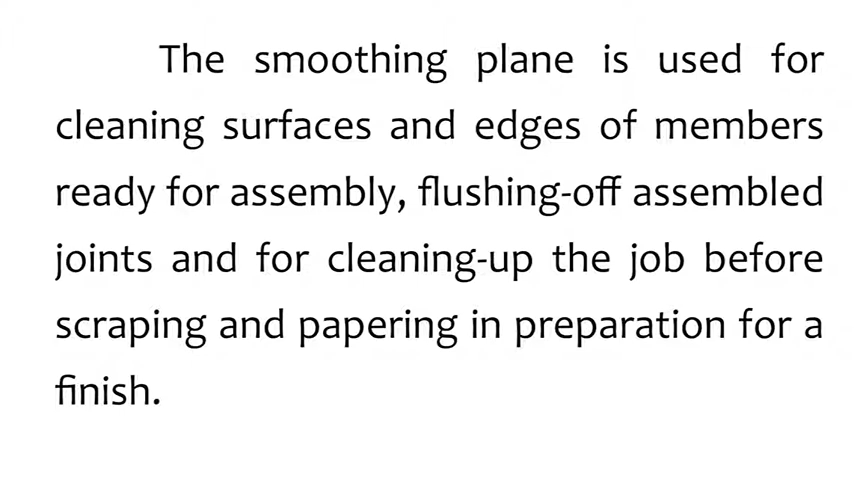 The smoothing plane is used for
cleaning surfaces and edges of members
ready for assembly, flushing-off assembled
joints and for cleaning-up the job before
scraping and papering in preparation for a
finish.